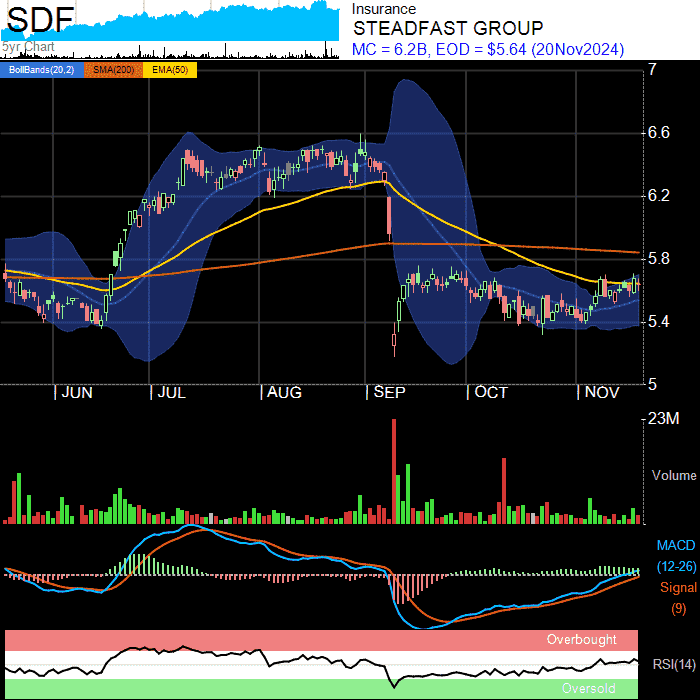 SDF
5yr Chart
Insurance
STEADFAST GROUP
MC = 6.2B, EOD = $5.64 (20Nov2024)
BollBands(20,2) SMA(200) EMA(50)
7
6.6
6.2
5.8
5.4
5
JUN JUL AUG SEP OCT NOV
23M
Volume
MACD
(12-26)
Signal
(9)
Overbought
RSI(14)
Oversold